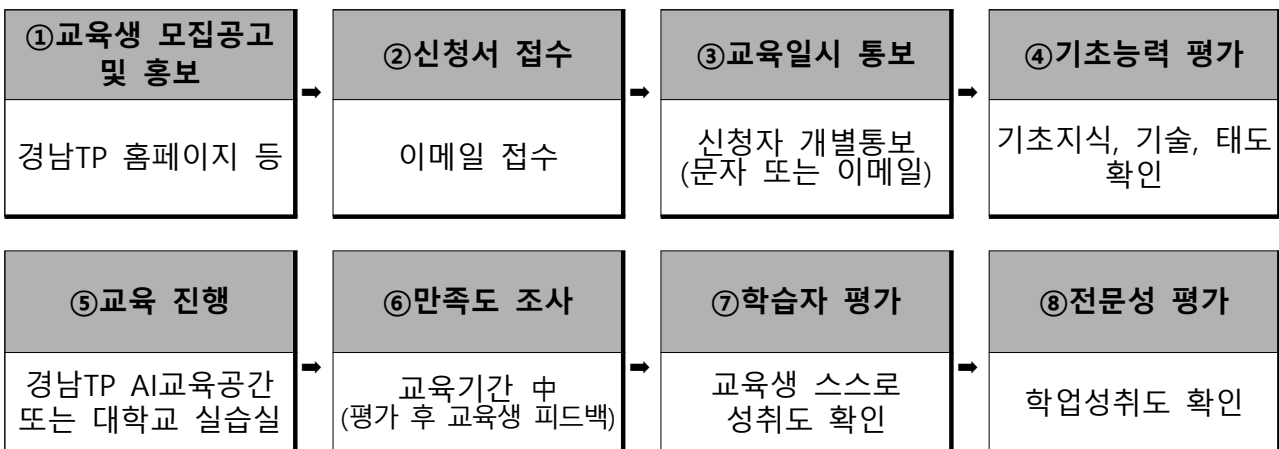 ①교육생 모집공고
및 홍보
경남TP 홈페이지 등
➡
②신청서 접수
이메일 접수
➡
③교육일시 통보
신청자 개별통보
(문자 또는 이메일)
➡
④기초능력 평가
기초지식, 기술, 태도
확인
⑤교육 진행
경남TP AI교육공간
또는 대학교 실습실
➡
⑥만족도 조사
교육기간 中
(평가 후 교육생 피드백)
➡
⑦학습자 평가
교육생 스스로
성취도 확인
➡
⑧전문성 평가
학업성취도 확인